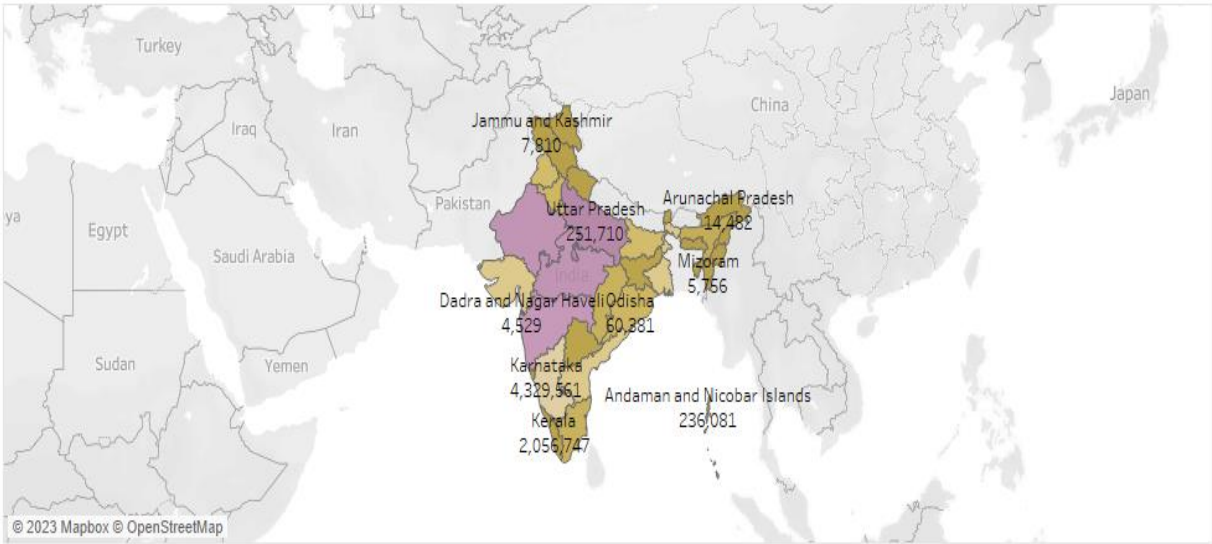 Turkey
China
Japan
Jammu and Kashmir
7,810
Iraq
Iran
Pakistan
Arunachal Pradesh
14,482
Uttar Pradesh
251,710
ya
Egypt
Saudi Arabia
Mizoram
5,756
India
Dadra and Nagar Haveli
4,529
Odisha
60,381
Sudan
Yemen
Karnataka
4,329,561
Andaman and Nicobar Islands
236,081
Kerala
2,056,747
© 2023 Mapbox © OpenStreetMap